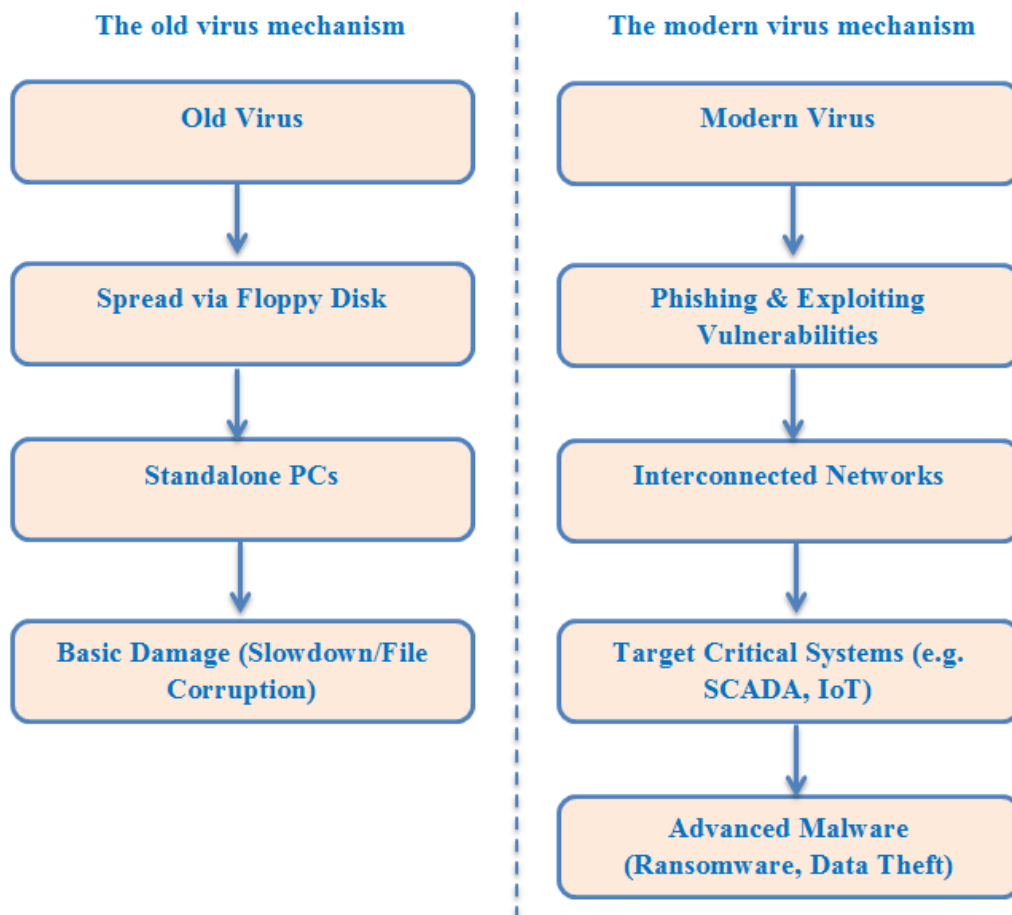 The old virus mechanism
Old Virus
Spread via Floppy Disk
Standalone PCs
Basic Damage (Slowdown/File
Corruption)
The modern virus mechanism
Modern Virus
Phishing & Exploiting
Vulnerabilities
Interconnected Networks
Target Critical Systems (e.g.
SCADA, IoT)
Advanced Malware
(Ransomware, Data Theft)